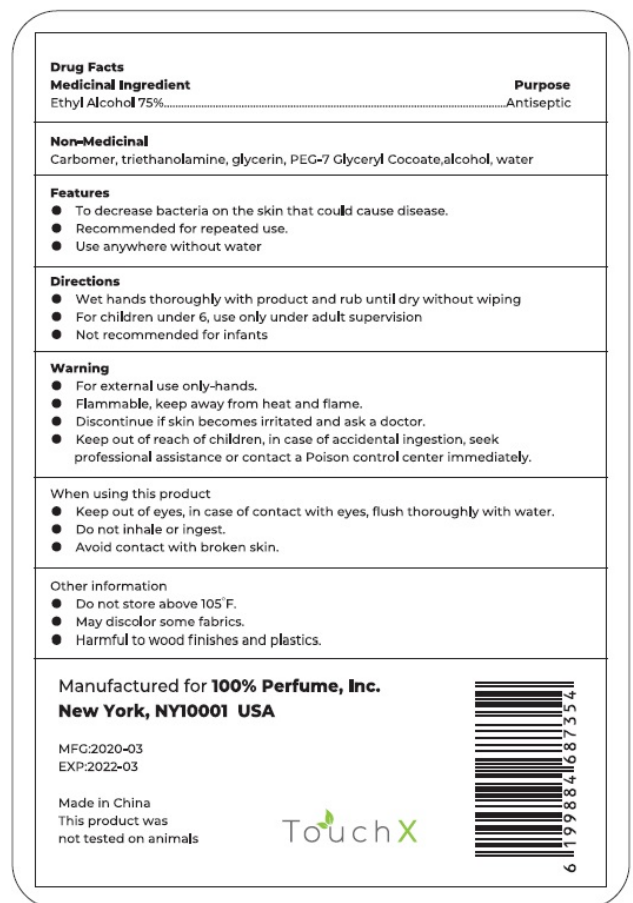 Drug Facts
Medicinal Ingredient Purpose
Ethyl Alcohol 75%........................................................................................................Antiseptic
Non-Medicinal
Carbomer, triethanolamine, glycerin, PEG-7 Glyceryl Cocoate,alcohol, water
Features
● To decrease bacteria on the skin that could cause disease.
● Recommended for repeated use.
● Use anywhere without water
Directions
● Wet hands thoroughly with product and rub until dry without wiping
● For children under 6, use only under adult supervision
● Not recommended for infants
Warning
● For external use only-hands.
● Flammable, keep away from heat and flame.
● Discontinue if skin becomes irritated and ask a doctor.
● Keep out of reach of children, in case of accidental ingestion, seek
professional assistance or contact a Poison control center immediately.
When using this product
● Keep out of eyes, in case of contact with eyes, flush thoroughly with water.
● Do not inhale or ingest.
● Avoid contact with broken skin.
Other information
● Do not store above 105°F.
● May discolor some fabrics.
● Harmful to wood finishes and plastics.
Manufactured for 100% Perfume, Inc.
New York, NY10001 USA
MFG:2020-03
EXP:2022-03
Made in China
This product was
not tested on animals
TouchX
6 199884 687354